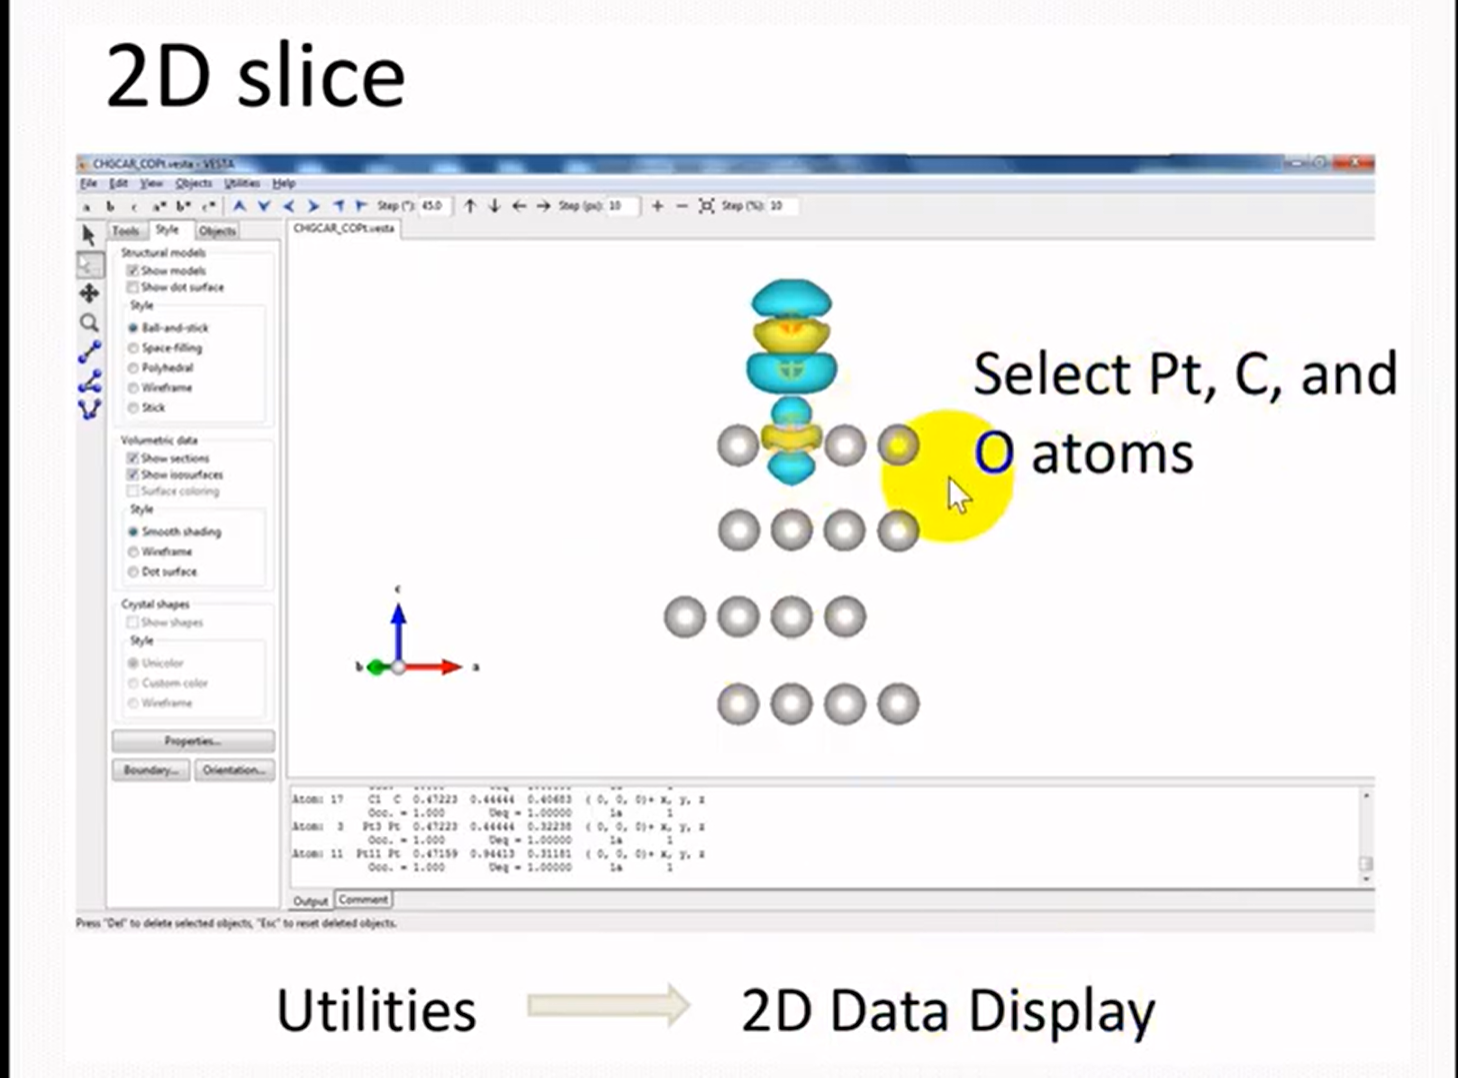 2D slice
CHGCAR_COPt.vesta - VESTA
File Edit View Objects Utilities Help
a b c a* b* c* Step (°): 45.0 Step (px): 10 Step (%): 10
Tools Style Objects
CHGCAR_COPt.vesta
Structural models
Show models
Show dot surface
Style
Ball-and-stick
Space-filling
Polyhedral
Wireframe
Stick
Volumetric data
Show sections
Show isosurfaces
Surface coloring
Style
Smooth shading
Wireframe
Dot surface
Crystal shapes
Show shapes
Style
Unicolor
Custom color
Wireframe
Properties...
Boundary... Orientation...
c
b a
Select Pt, C, and
O atoms
Atom: 17 C1 C 0.47223 0.44444 0.40683 ( 0, 0, 0)+ x, y, z
Occ. = 1.000 Ueq = 1.00000 1a 1
Atom: 3 Pt3 Pt 0.47223 0.44444 0.32238 ( 0, 0, 0)+ x, y, z
Occ. = 1.000 Ueq = 1.00000 1a 1
Atom: 11 Pt11 Pt 0.47159 0.94413 0.31181 ( 0, 0, 0)+ x, y, z
Occ. = 1.000 Ueq = 1.00000 1a 1
Output Comment
Press "Del" to delete selected objects, "Esc" to reset deleted objects.
Utilities 2D Data Display